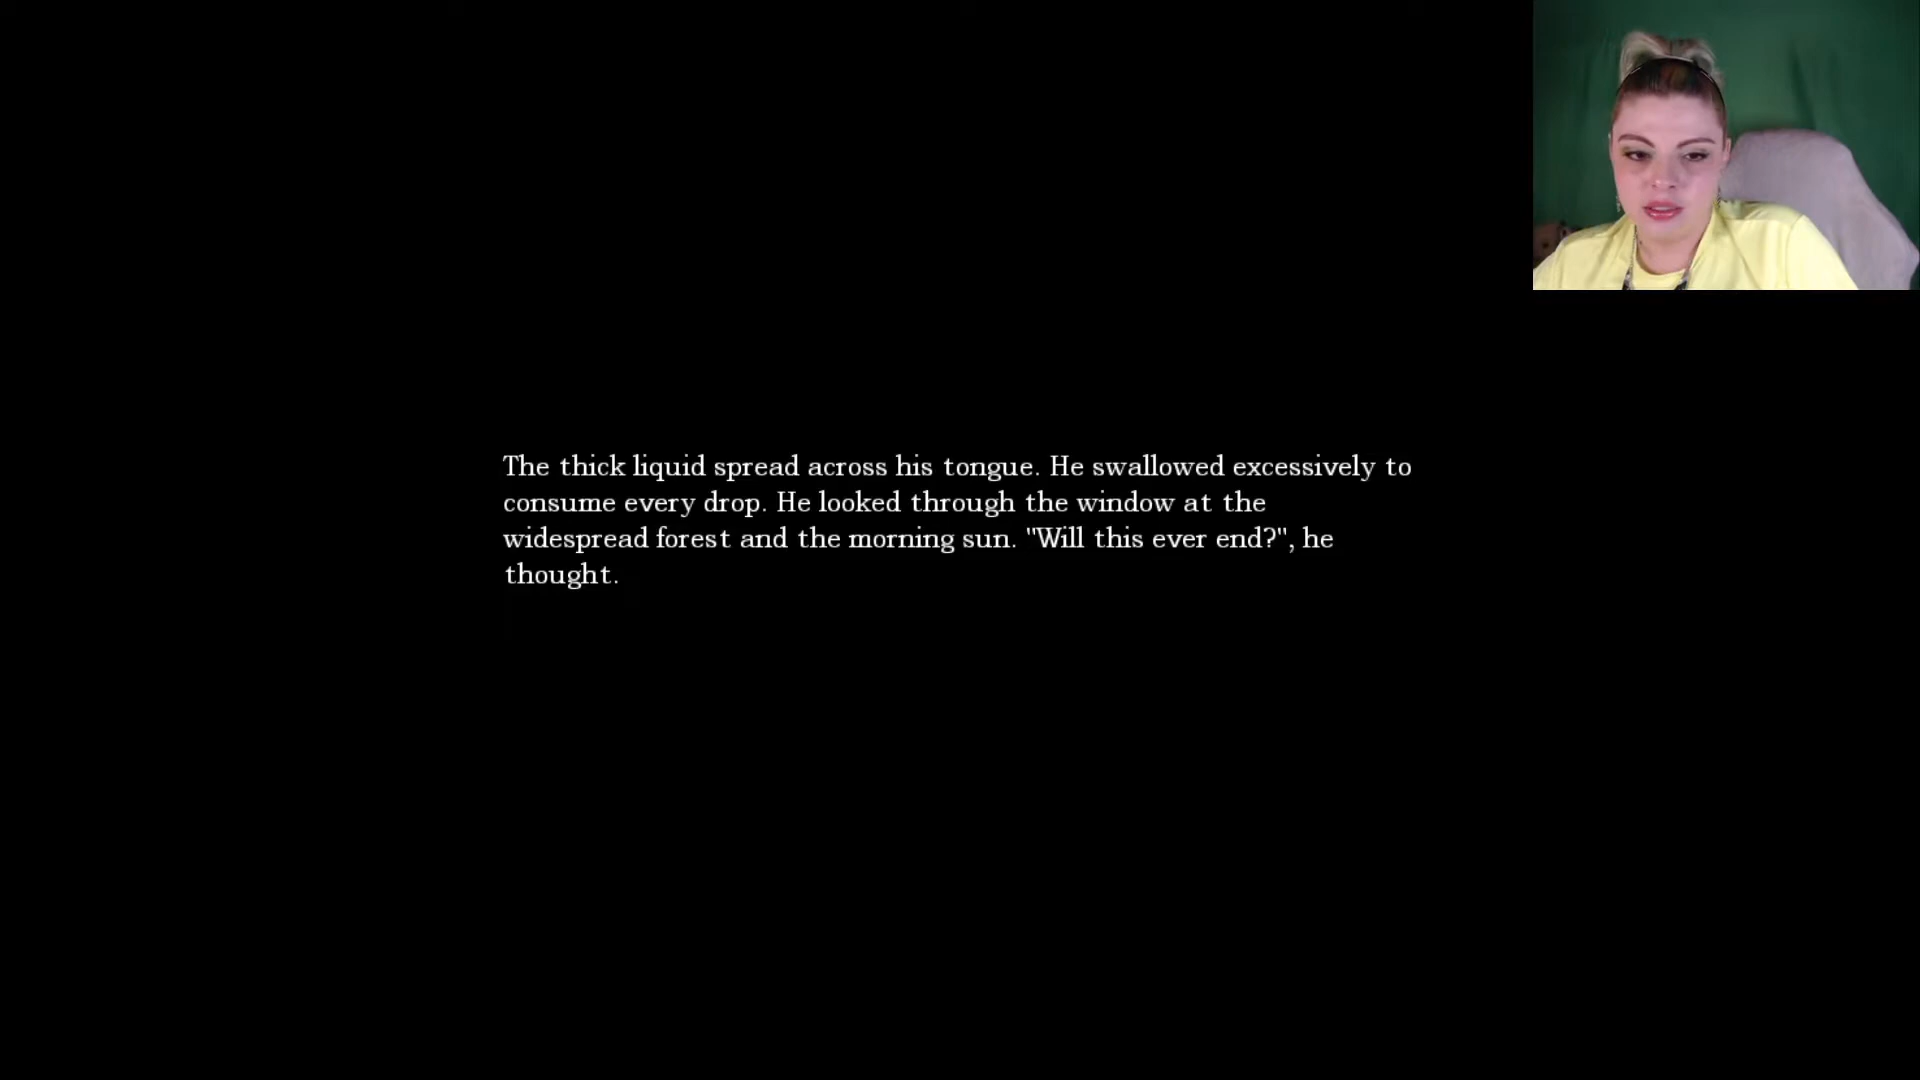 The thick liquid spread across his tongue. He swallowed excessively to
consume every drop. He looked through the window at the
widespread forest and the morning sun. "Will this ever end?", he
thought.